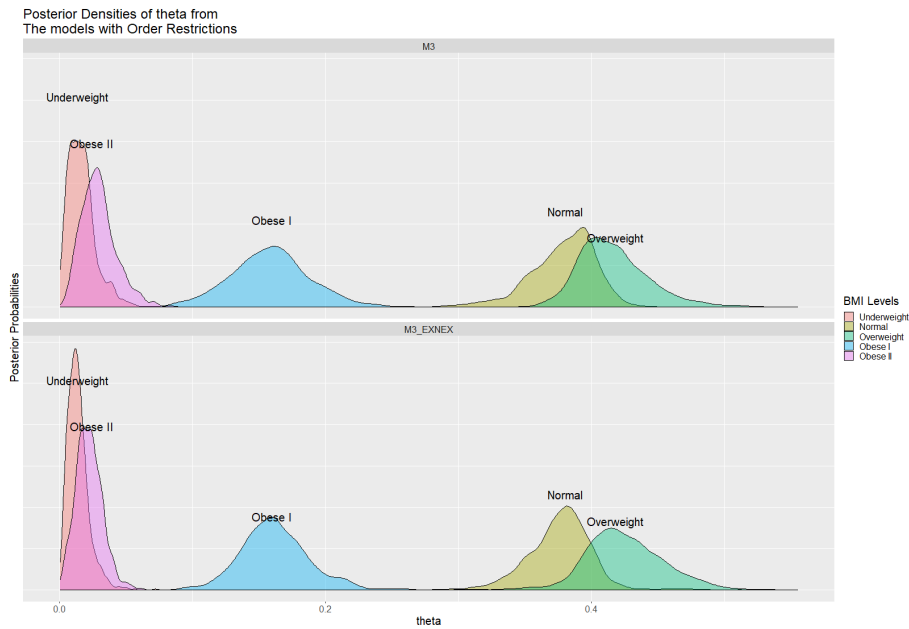 Posterior Densities of theta from
The models with Order Restrictions
M3
Underweight
Obese II
Obese I
Normal
Overweight
M3_EXNEX
Underweight
Obese II
Obese I
Normal
Overweight
Posterior Probabilities
0.0
0.2
0.4
theta
BMI Levels
Underweight
Normal
Overweight
Obese I
Obese II